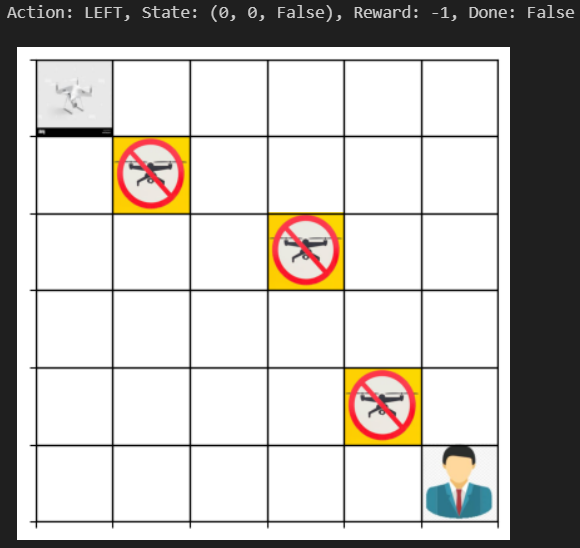 Action: LEFT, State: (0, 0, False), Reward: -1, Done: False